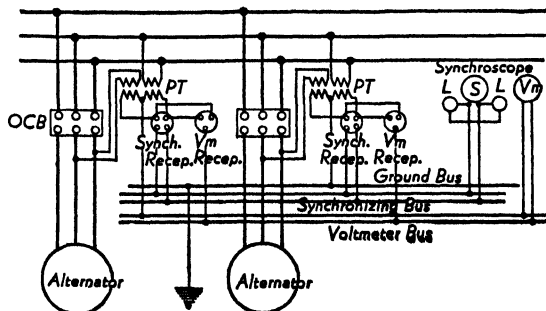 Synchroscope
PT
PT
L
S
L
Vm
OCB
Synch.
Recep.
Vm
Recep.
Synch.
Recep.
Vm
Recep.
Ground Bus
Synchronizing Bus
Voltmeter Bus
Alternator
Alternator